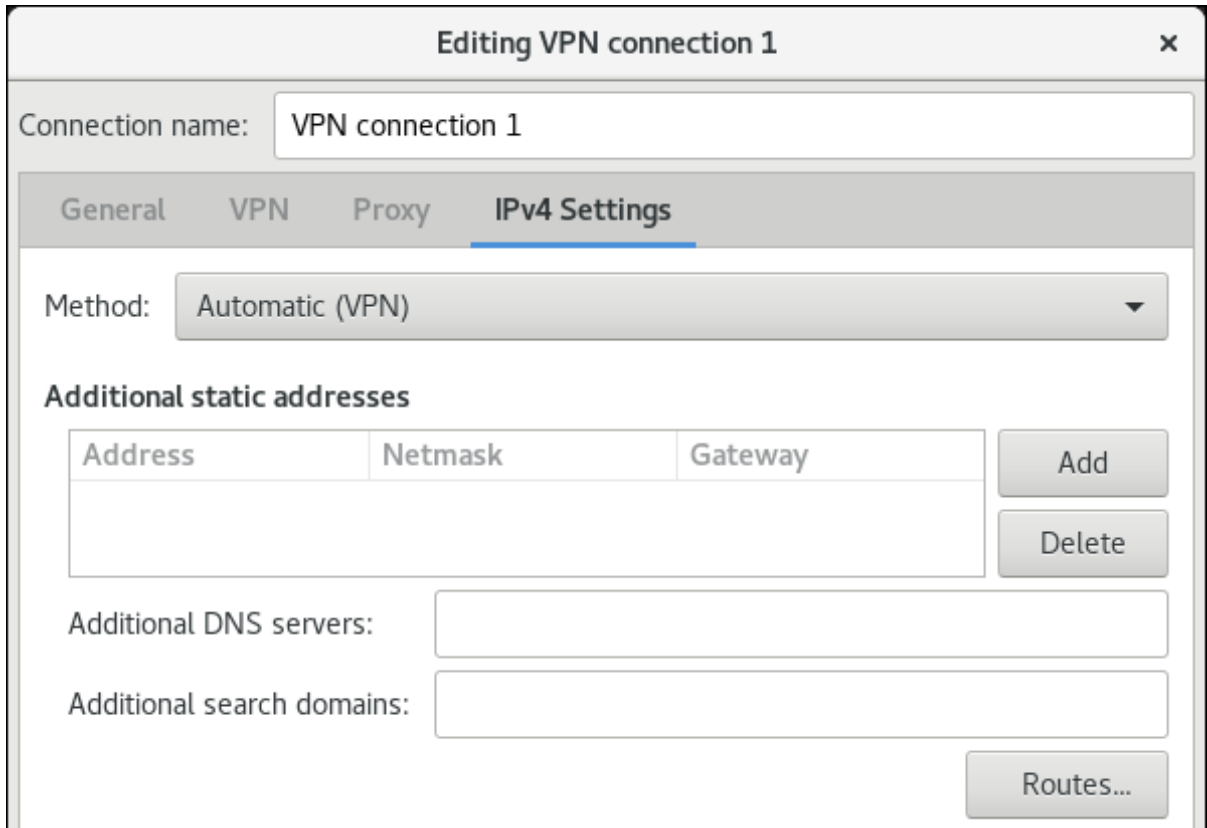 Editing VPN connection 1 ×
Connection name: VPN connection 1
General VPN Proxy IPv4 Settings
Method: Automatic (VPN)
Additional static addresses
Address Netmask Gateway
Add
Delete
Additional DNS servers:
Additional search domains:
Routes...